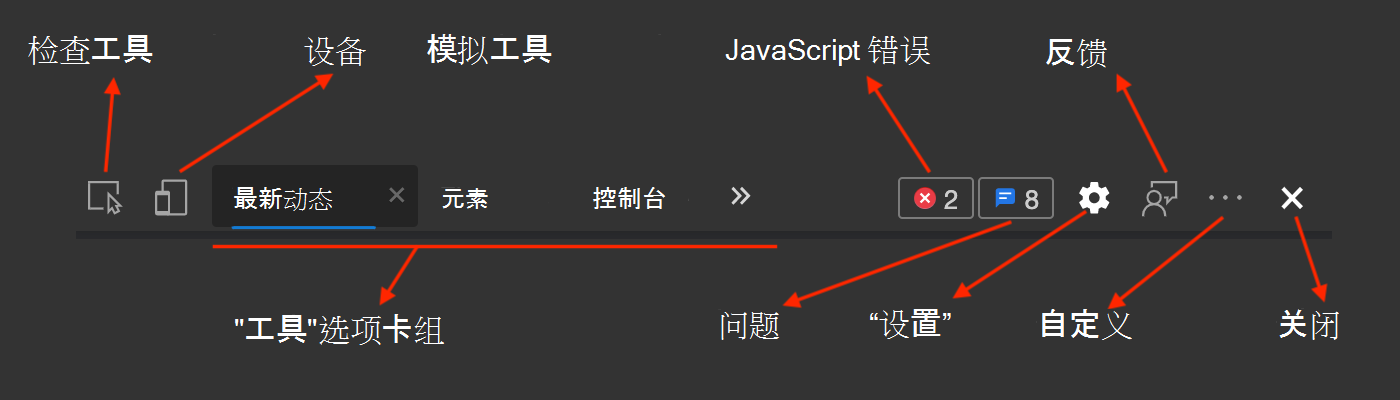 检查工具
设备
模拟工具
JavaScript 错误
反馈
最新动态
元素
控制台
2
8
"工具"选项卡组
问题
“设置”
自定义
关闭